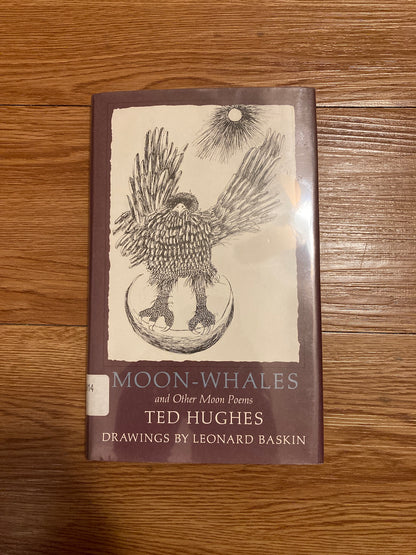 MOON-WHALES
and Other Moon Poems
TED HUGHES
DRAWINGS BY LEONARD BASKIN